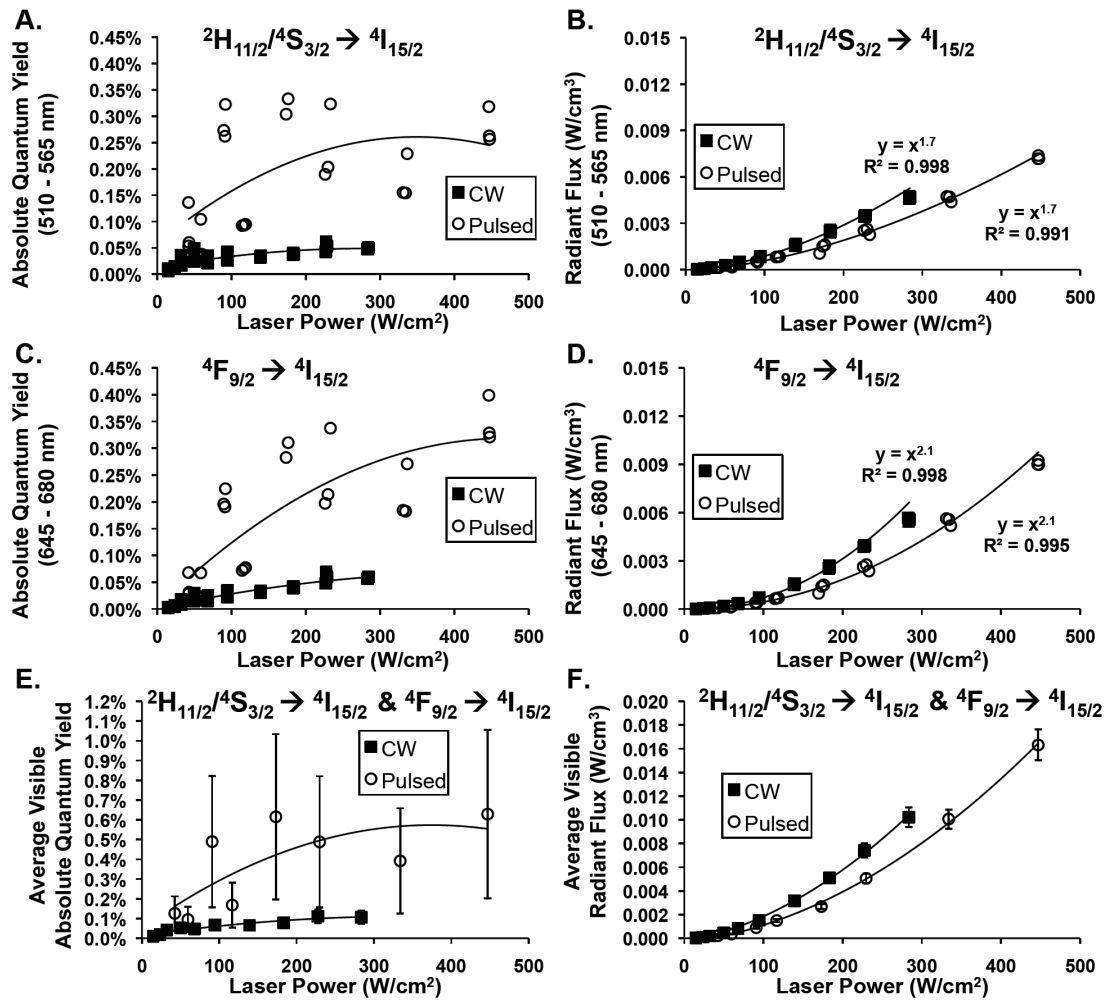 A.
²H₁₁/₂/⁴S₃/₂ → ⁴I₁₅/₂
Absolute Quantum Yield
(510 - 565 nm)
0.45%
0.40%
0.35%
0.30%
0.25%
0.20%
0.15%
0.10%
0.05%
0.00%
CW
Pulsed
0 100 200 300 400 500
Laser Power (W/cm²)
B.
²H₁₁/₂/⁴S₃/₂ → ⁴I₁₅/₂
Radiant Flux (W/cm³)
(510 - 565 nm)
0.015
0.012
0.009
0.006
0.003
0.000
CW
Pulsed
y = x¹·⁷
R² = 0.998
y = x¹·⁷
R² = 0.991
0 100 200 300 400 500
Laser Power (W/cm²)
C.
⁴F₉/₂ → ⁴I₁₅/₂
Absolute Quantum Yield
(645 - 680 nm)
0.45%
0.40%
0.35%
0.30%
0.25%
0.20%
0.15%
0.10%
0.05%
0.00%
CW
Pulsed
0 100 200 300 400 500
Laser Power (W/cm²)
D.
⁴F₉/₂ → ⁴I₁₅/₂
Radiant Flux (W/cm³)
(645 - 680 nm)
0.015
0.012
0.009
0.006
0.003
0.000
CW
Pulsed
y = x²·¹
R² = 0.998
y = x²·¹
R² = 0.995
0 100 200 300 400 500
Laser Power (W/cm²)
E.
²H₁₁/₂/⁴S₃/₂ → ⁴I₁₅/₂ & ⁴F₉/₂ → ⁴I₁₅/₂
Average Visible
Absolute Quantum Yield
1.2%
1.1%
1.0%
0.9%
0.8%
0.7%
0.6%
0.5%
0.4%
0.3%
0.2%
0.1%
0.0%
CW
Pulsed
0 100 200 300 400 500
Laser Power (W/cm²)
F.
²H₁₁/₂/⁴S₃/₂ → ⁴I₁₅/₂ & ⁴F₉/₂ → ⁴I₁₅/₂
Average Visible
Radiant Flux (W/cm³)
0.020
0.018
0.016
0.014
0.012
0.010
0.008
0.006
0.004
0.002
0.000
CW
Pulsed
0 100 200 300 400 500
Laser Power (W/cm²)